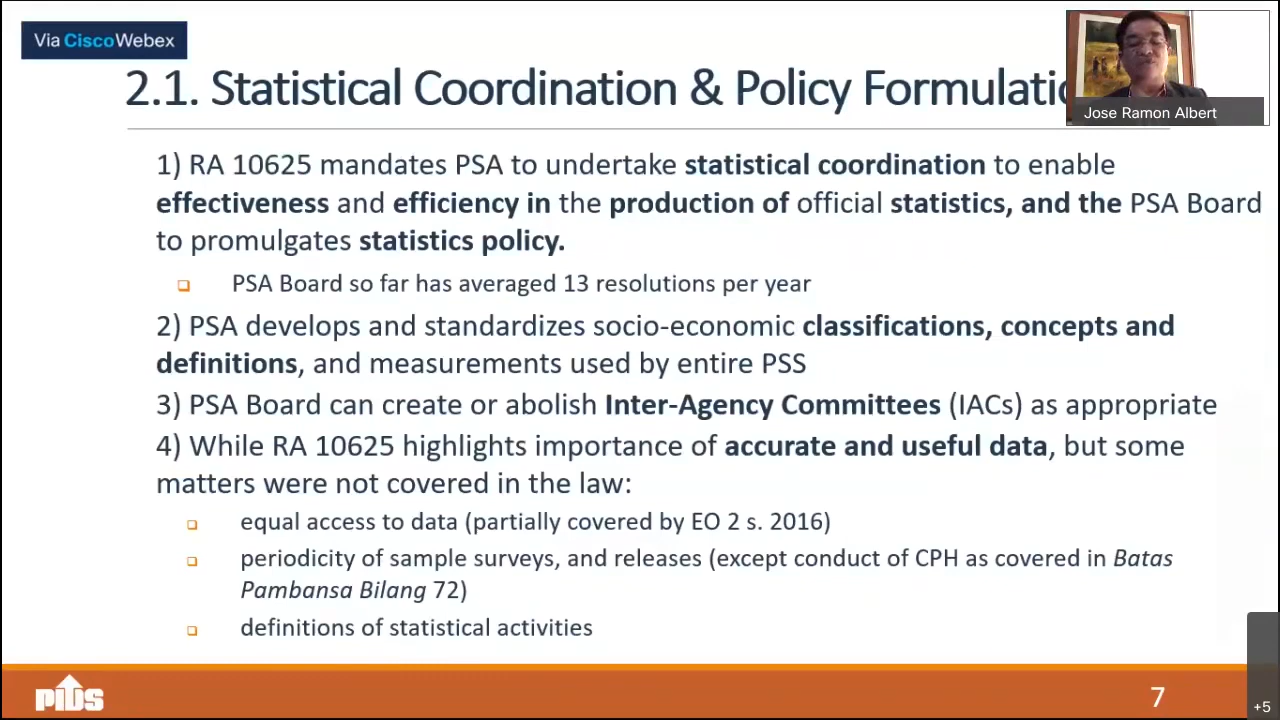 Via CiscoWebex
2.1. Statistical Coordination & Policy Formulatio
Jose Ramon Albert
1) RA 10625 mandates PSA to undertake statistical coordination to enable
effectiveness and efficiency in the production of official statistics, and the PSA Board
to promulgates statistics policy.
PSA Board so far has averaged 13 resolutions per year
2) PSA develops and standardizes socio-economic classifications, concepts and
definitions, and measurements used by entire PSS
3) PSA Board can create or abolish Inter-Agency Committees (IACs) as appropriate
4) While RA 10625 highlights importance of accurate and useful data, but some
matters were not covered in the law:
equal access to data (partially covered by EO 2 s. 2016)
periodicity of sample surveys, and releases (except conduct of CPH as covered in Batas
Pambansa Bilang 72)
definitions of statistical activities
pids
7
+5